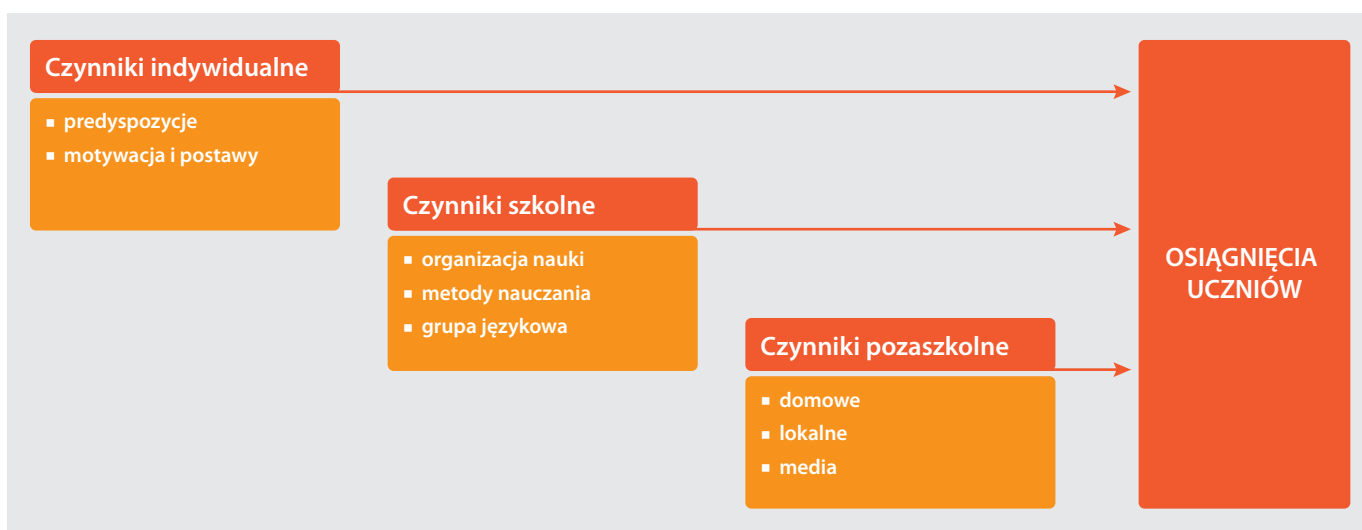 Czynniki indywidualne
▪ predyspozycje
▪ motywacja i postawy
Czynniki szkolne
▪ organizacja nauki
▪ metody nauczania
▪ grupa językowa
Czynniki pozaszkolne
▪ domowe
▪ lokalne
▪ media
OSIĄGNIĘCIA
UCZNIÓW